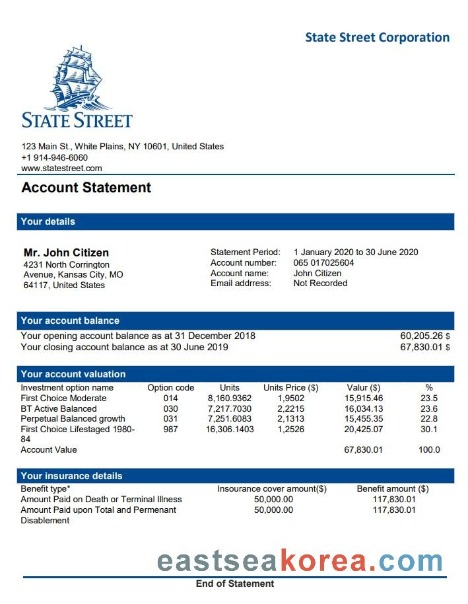 State Street Corporation
STATE STREET
123 Main St., White Plains, NY 10601, United States
+1 914-946-6060
www.statestreet.com
Account Statement
Your details
Mr. John Citizen
4231 North Corrington
Avenue, Kansas City, MO
64117, United States
Statement Period: 1 January 2020 to 30 June 2020
Account number: 065 017025604
Account name: John Citizen
Email addrress: Not Recorded
Your account balance
Your opening account balance as at 31 December 2018 60,205.26 $
Your closing account balance as at 30 June 2019 67,830.01 $
Your account valuation
Investment option name Option code Units Units Price ($) Valur ($) %
First Choice Moderate 014 8,160.9362 1,9502 15,915.46 23.5
BT Active Balanced 030 7,217.7030 2,2215 16,034.13 23.6
Perpetual Balanced growth 031 7,251.6083 2,1313 15,455.35 22.8
First Choice Lifestaged 1980- 987 16,306.1403 1,2526 20,425.07 30.1
84
Account Value 67,830.01 100.0
Your insurance details
Benefit type* Insourance cover amount($) Benefit amount ($)
Amount Paid on Death or Terminal Illness 50,000.00 117,830.01
Amount Paid upon Total and Permenant 50,000.00 117,830.01
Disablement
eastseakorea.com
End of Statement